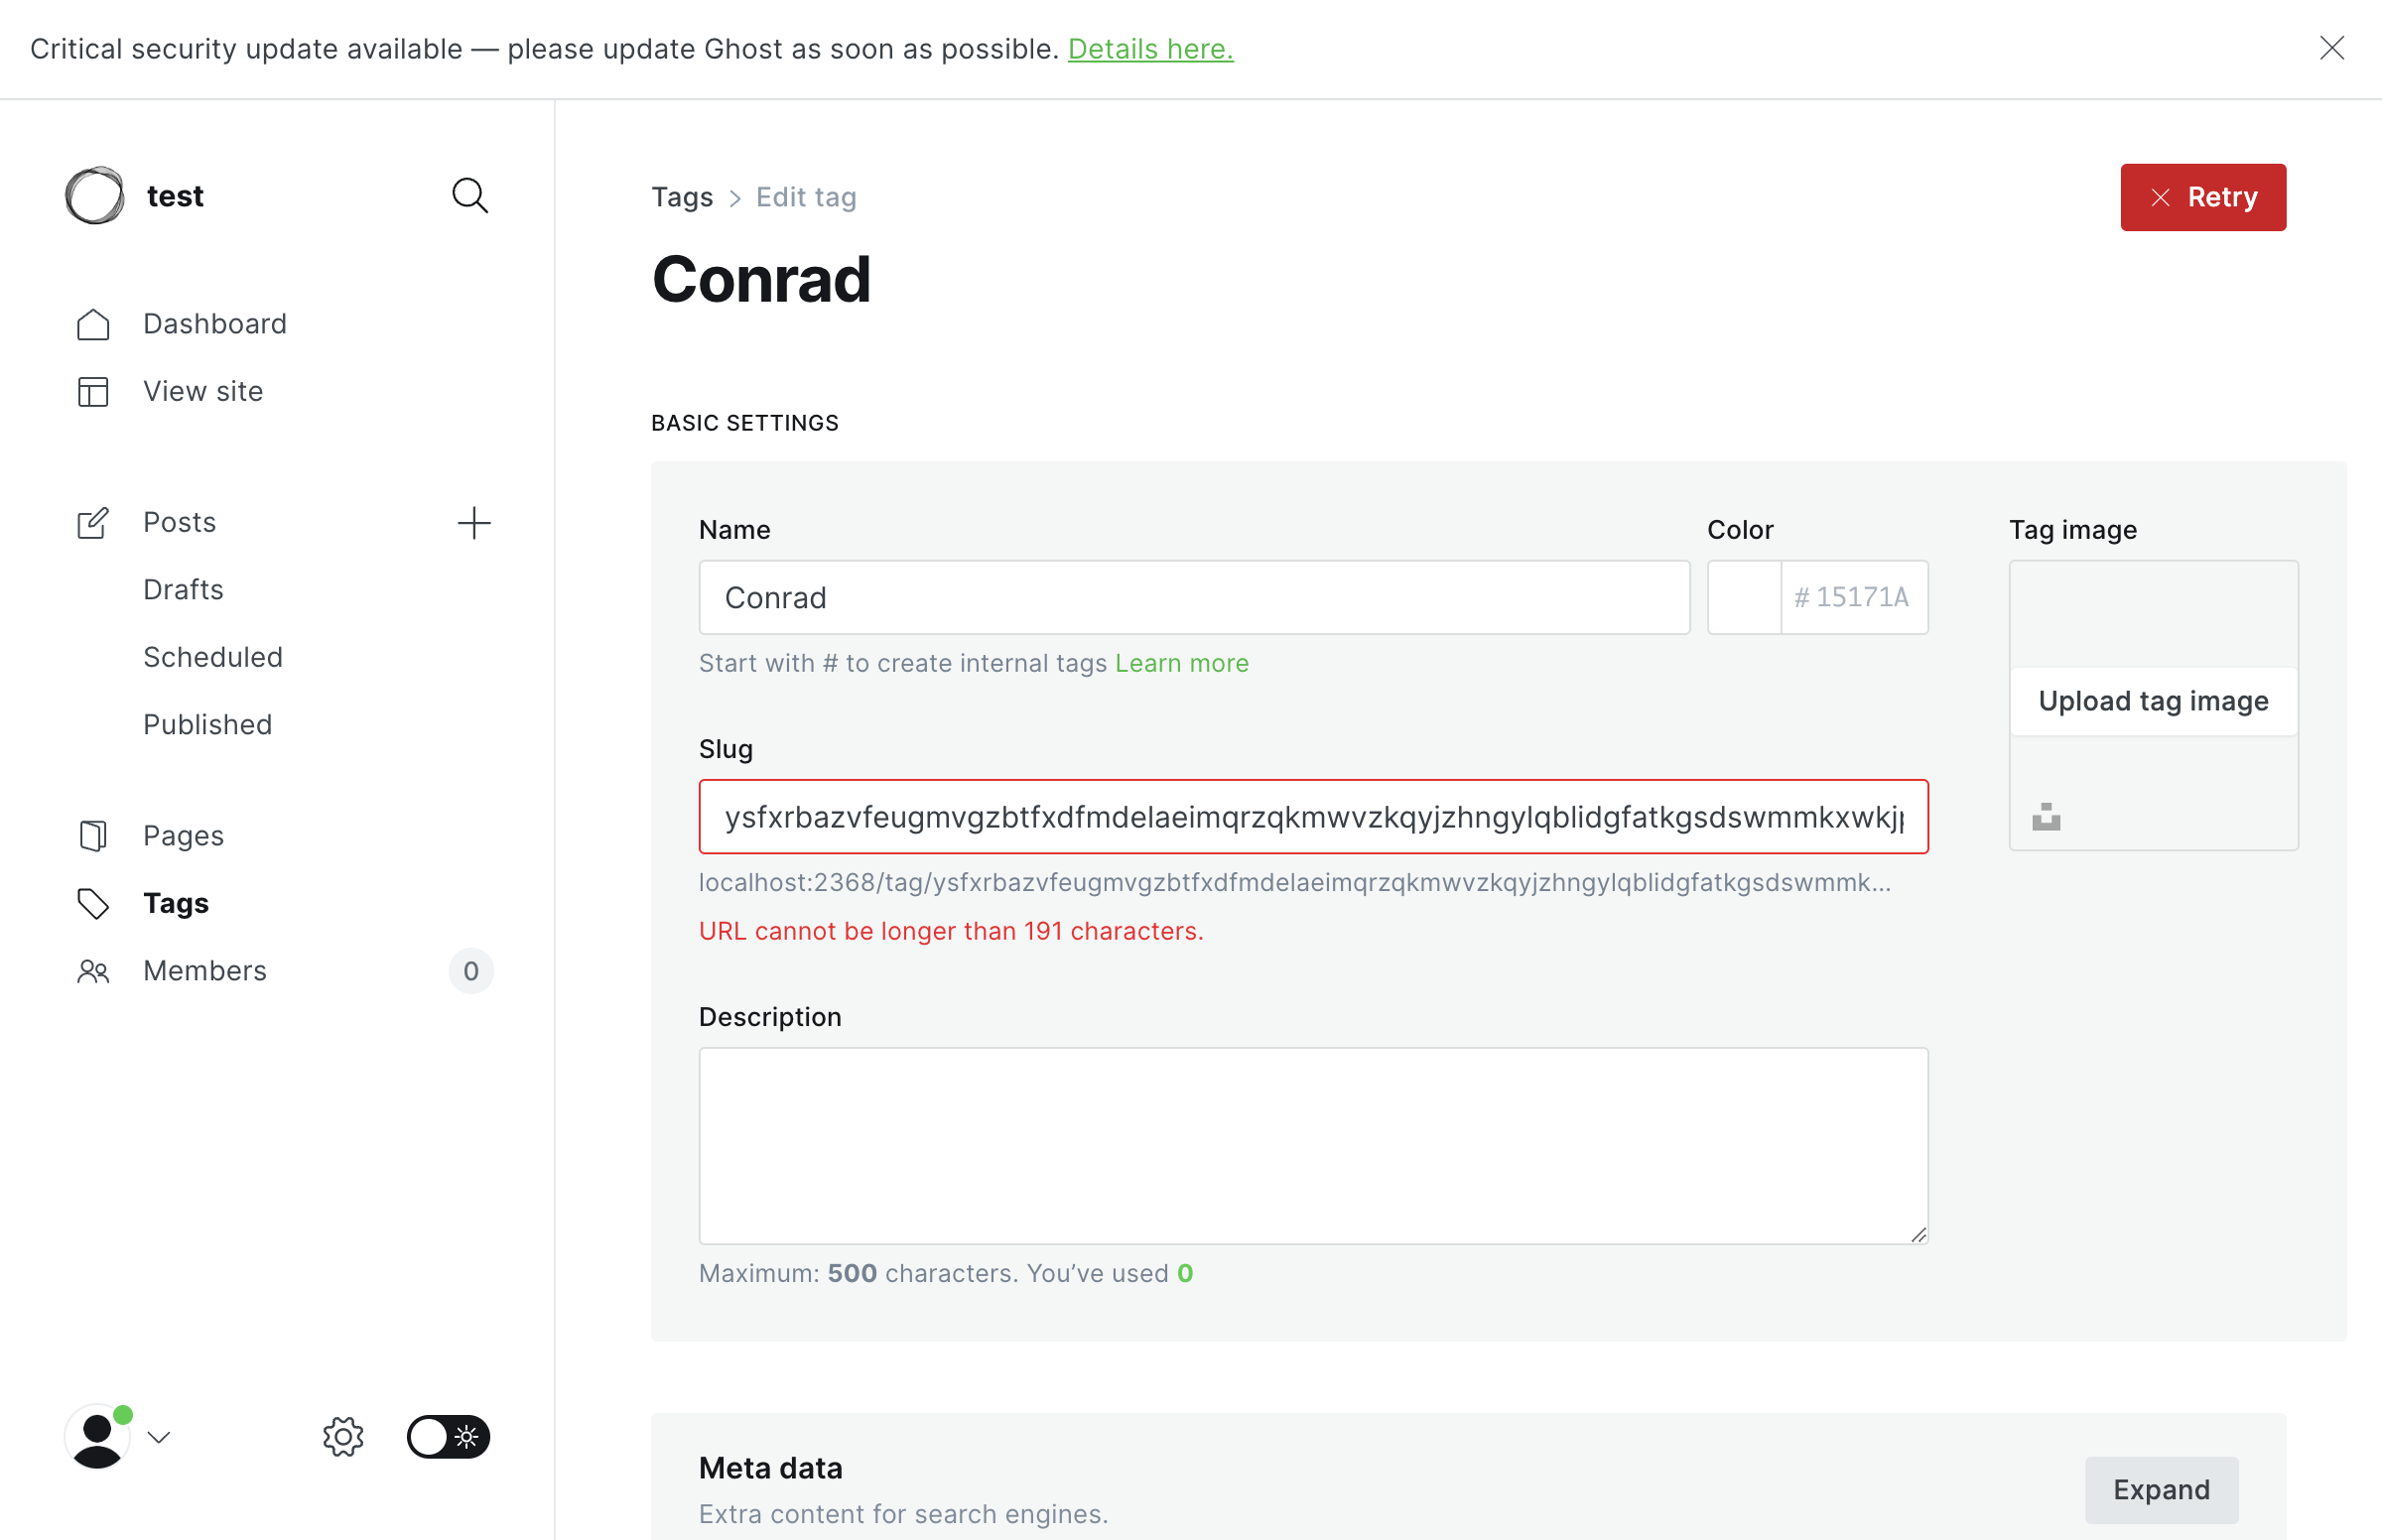 Critical security update available — please update Ghost as soon as possible. Details here.
test
Dashboard
View site
Posts
Drafts
Scheduled
Published
Pages
Tags
Members
0
Tags > Edit tag
Retry
Conrad
BASIC SETTINGS
Name
Conrad
Start with # to create internal tags Learn more
Color
# 15171A
Tag image
Upload tag image
Slug
ysfxrbazvfeugmvgzbtfxdfmdelaeimqrzqkmwvzkqyjzhngylqblidgfatkgsdswmmkxwkjp
localhost:2368/tag/ysfxrbazvfeugmvgzbtfxdfmdelaeimqrzqkmwvzkqyjzhngylqblidgfatkgsdswmmk...
URL cannot be longer than 191 characters.
Description
Maximum: 500 characters. You’ve used 0
Meta data
Extra content for search engines.
Expand